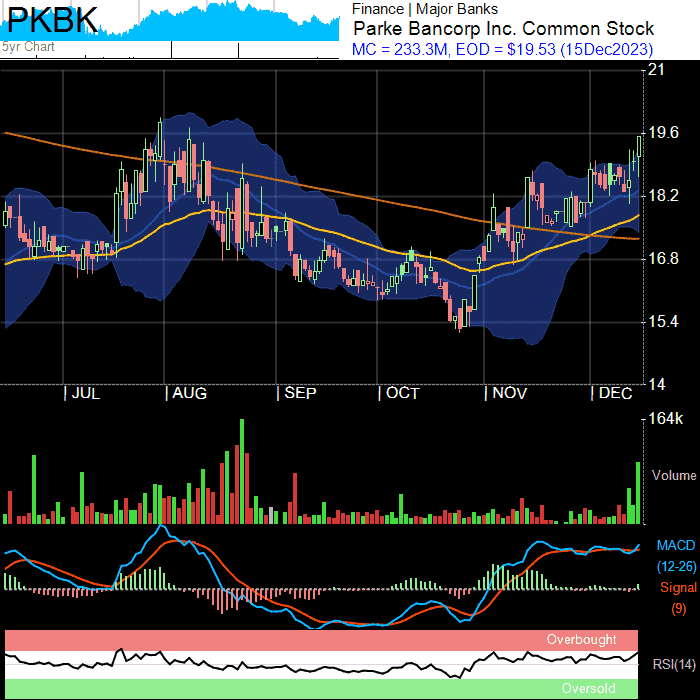 PKBK
5yr Chart
Finance | Major Banks
Parke Bancorp Inc. Common Stock
MC = 233.3M, EOD = $19.53 (15Dec2023)
21
19.6
18.2
16.8
15.4
14
| JUL | AUG | SEP | OCT | NOV | DEC
164k
Volume
MACD
(12-26)
Signal
(9)
Overbought
RSI(14)
Oversold